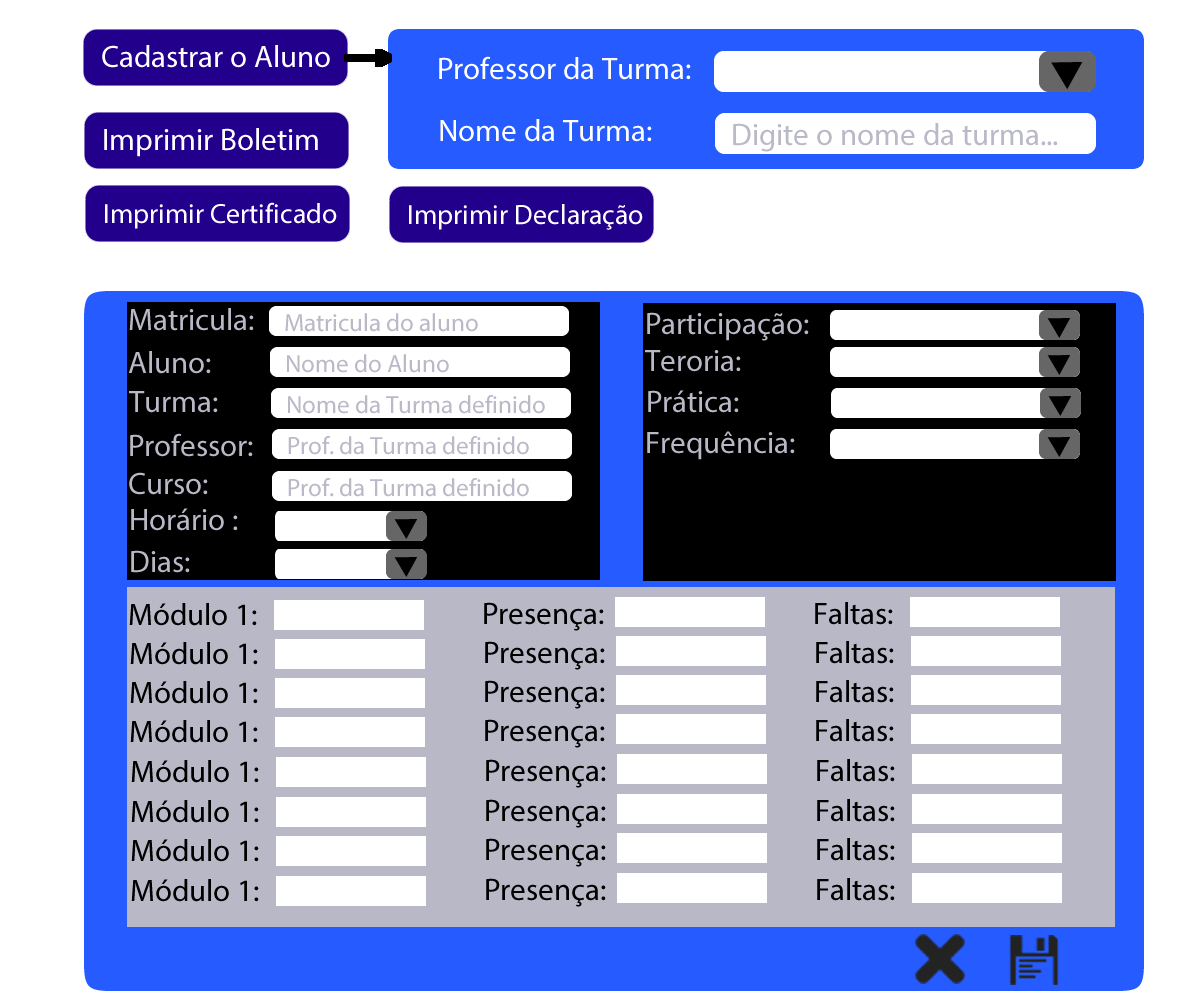 Cadastrar o Aluno
Professor da Turma:
Nome da Turma: Digite o nome da turma...
Imprimir Boletim
Imprimir Certificado
Imprimir Declaração
Matricula: Matricula do aluno
Aluno: Nome do Aluno
Turma: Nome da Turma definido
Professor: Prof. da Turma definido
Curso: Prof. da Turma definido
Horário :
Dias:
Participação:
Teroria:
Prática:
Frequência:
Módulo 1: Presença: Faltas:
Módulo 1: Presença: Faltas:
Módulo 1: Presença: Faltas:
Módulo 1: Presença: Faltas:
Módulo 1: Presença: Faltas:
Módulo 1: Presença: Faltas:
Módulo 1: Presença: Faltas:
Módulo 1: Presença: Faltas: